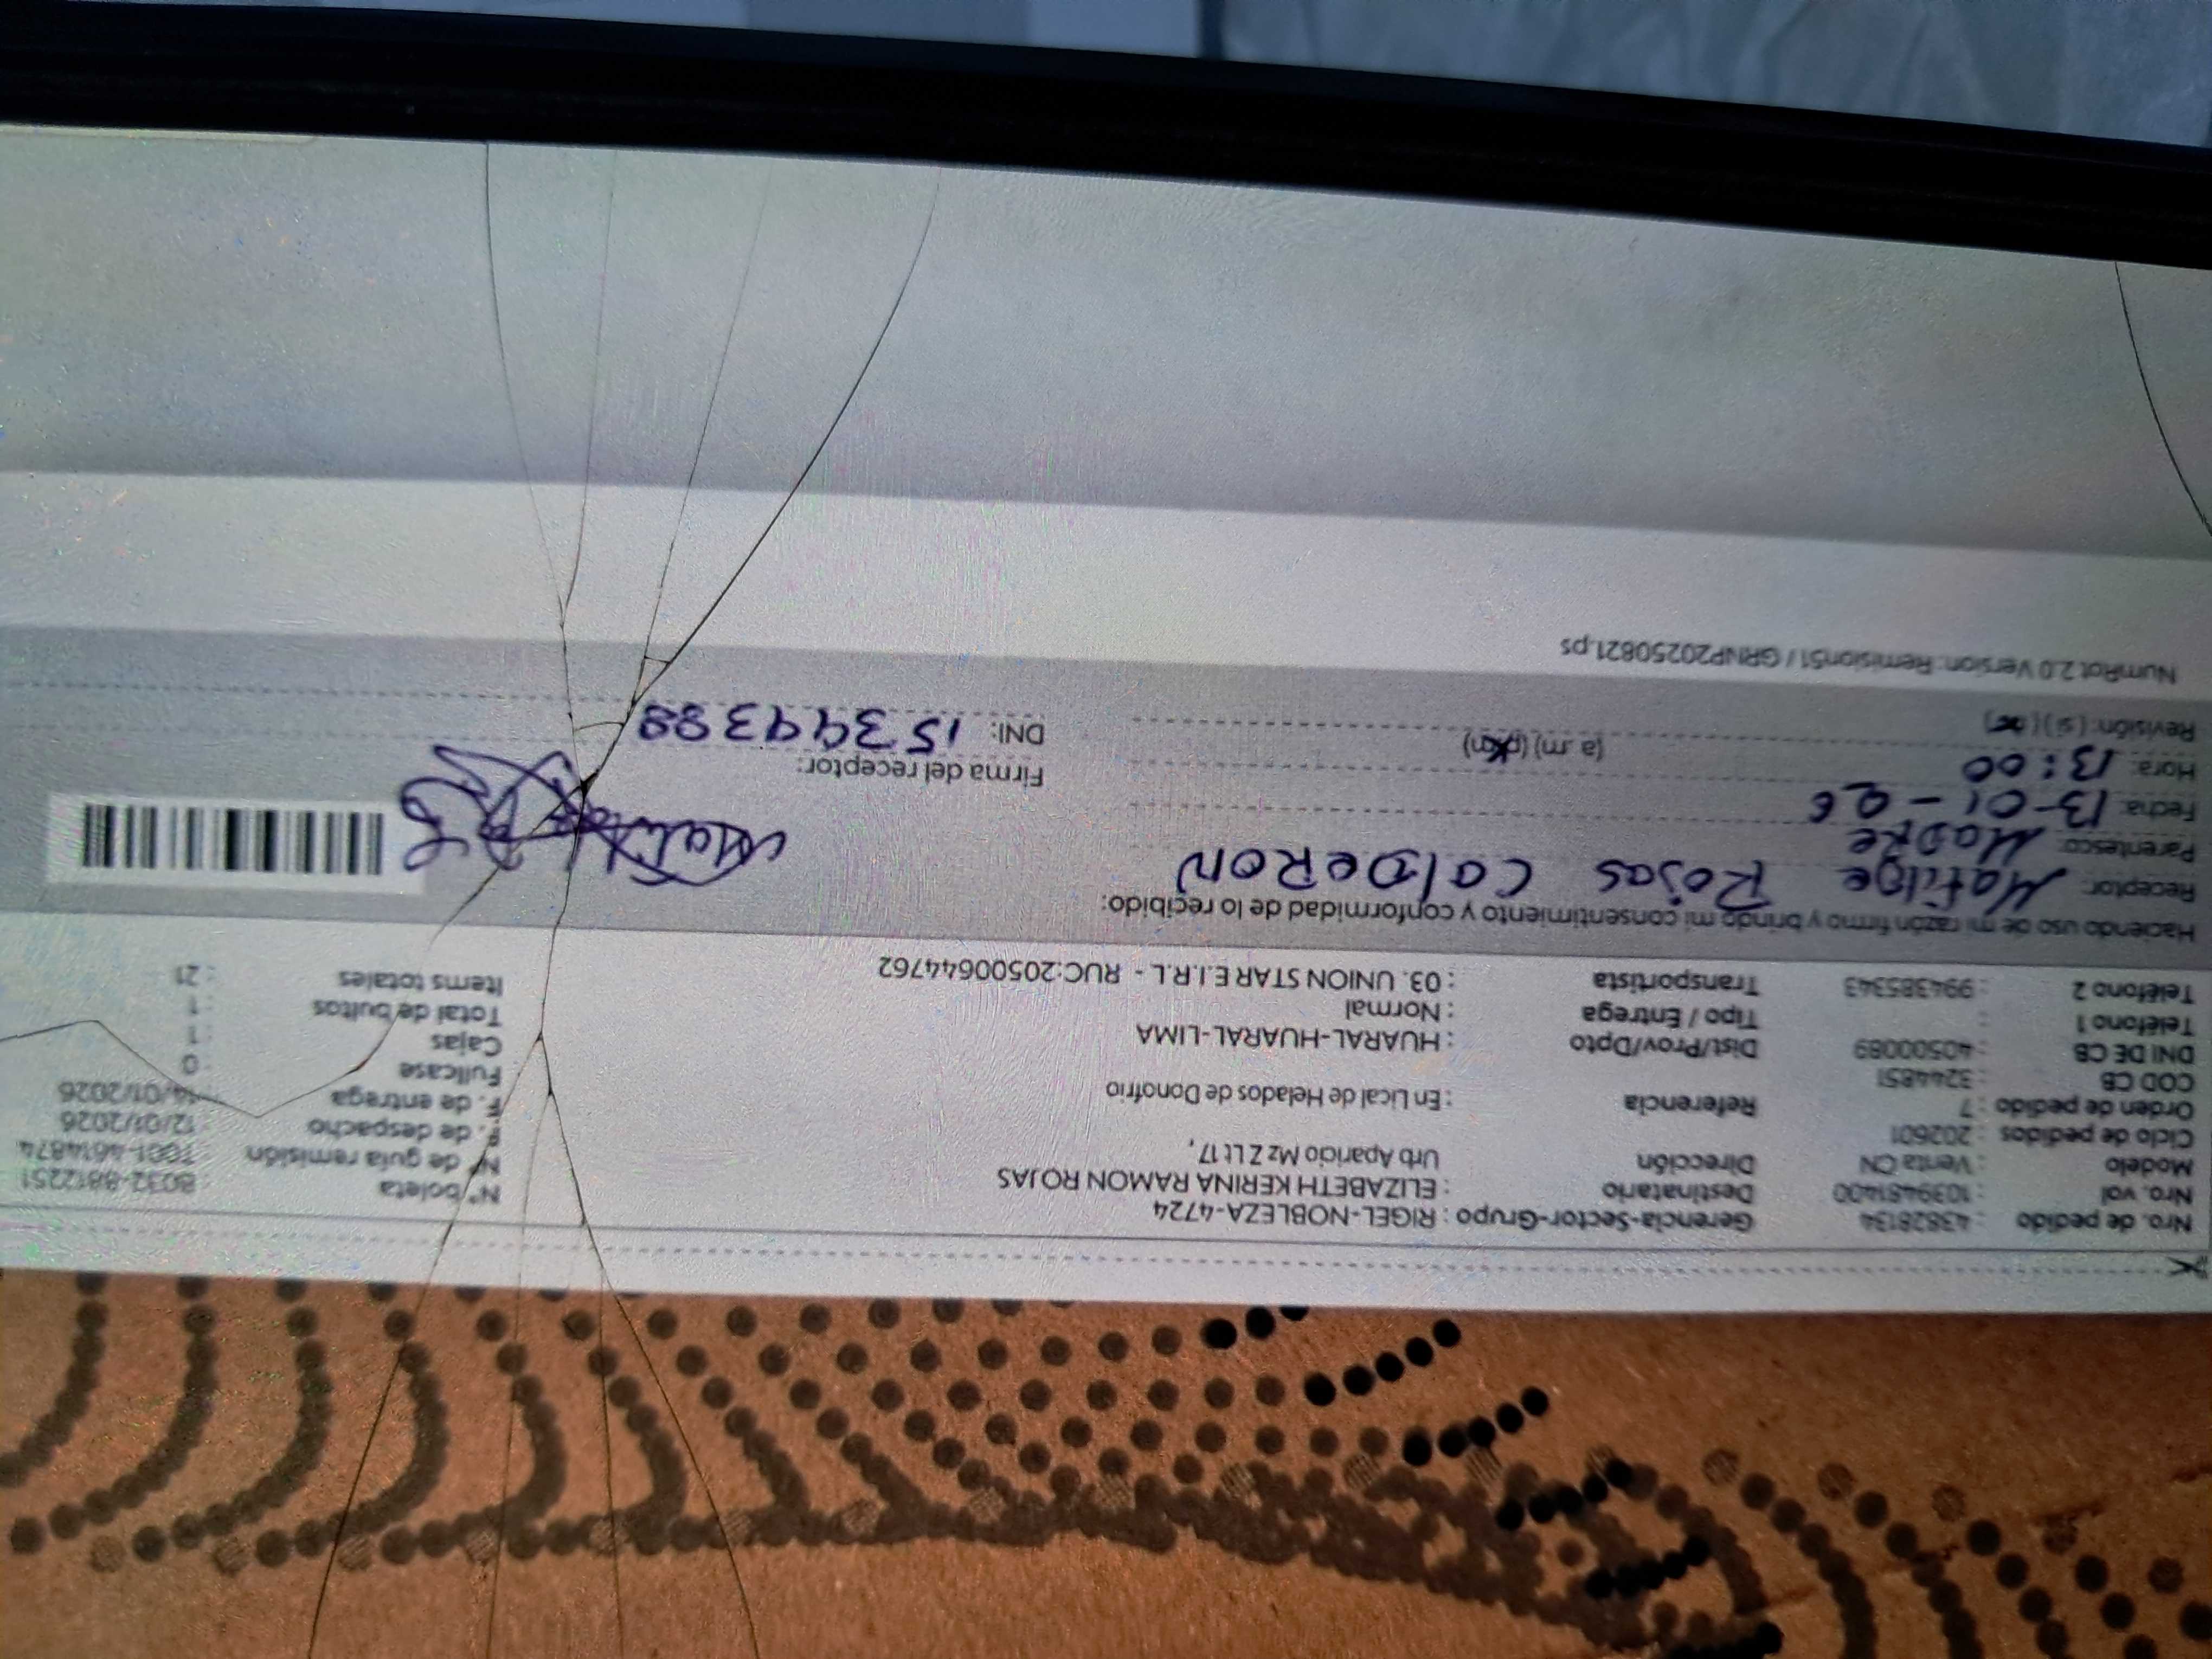 Nro. de pedido : 43828134 Gerencia-Sector-Grupo : RIGEL-NOBLEZA-4724 N° boleta : B032-8812251
Nro. vol : 1039481400 Destinatario : ELIZABETH KERINA RAMON ROJAS N° de guía remisión : T001-4614874
Modelo : Venta CN Dirección Urb Aparicio Mz Z Lt 17, F. de despacho : 12/01/2026
Ciclo de pedidos : 202601 F. de entrega : 14/01/2026
Orden de pedido : 7 Referencia : En Lical de Helados de Donofrio Fullcase : 0
COD CB : 3244851 Cajas : 1
DNI DE CB : 40500089 Dist/Prov/Dpto : HUARAL-HUARAL-LIMA Total de bultos : 1
Teléfono 1 : Tipo / Entrega : Normal Items totales : 21
Teléfono 2 : 994385343 Transportista : 03. UNION STAR E.I.R.L - RUC:20500644762
Haciendo uso de mi razón firmo y brindo mi consentimiento y conformidad de lo recibido:
Receptor: Matilde Rojas CalDeRON
Parentesco: MaDRe
Fecha: 13-01-26 Firma del receptor:
Hora: 13:00 (a.m) (p.m) DNI:
Revisión: (si) (no)
NumRot 2.0 Version: Remision51 / GRNP20250821.ps